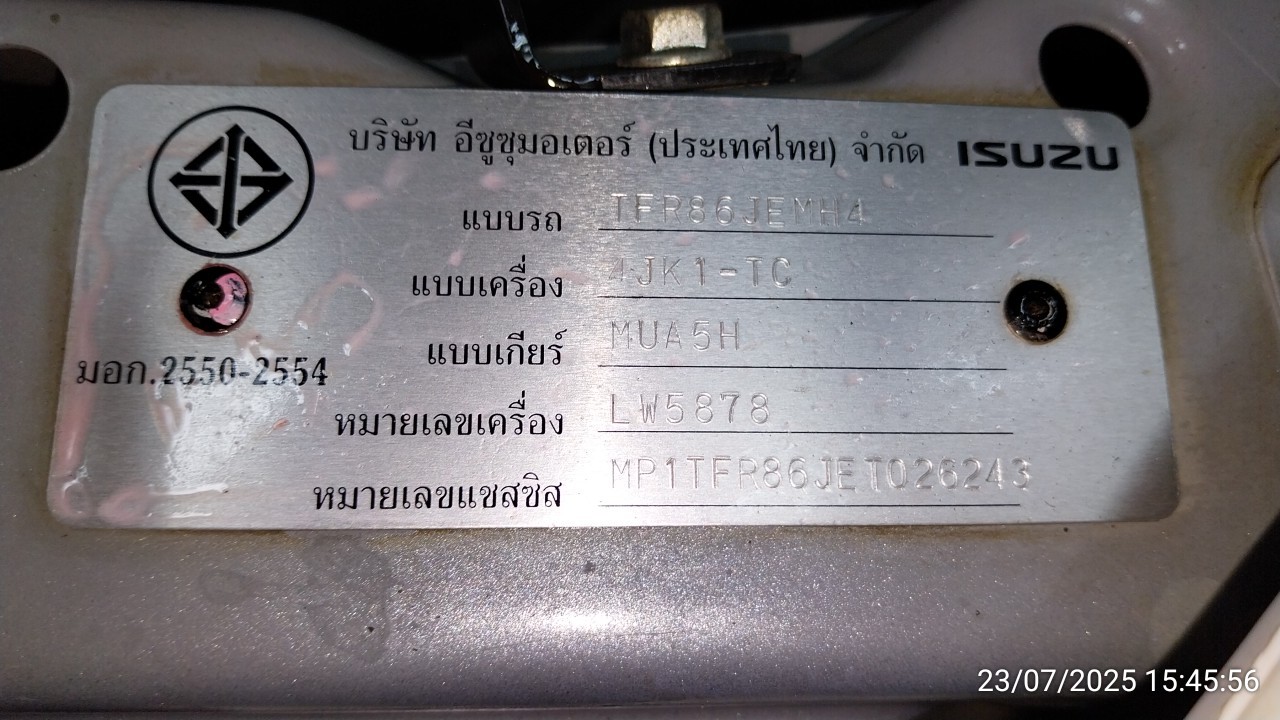 บริษัท อีซูซุมอเตอร์ (ประเทศไทย) จำกัด ISUZU
แบบรถ TFR86JEMH4
แบบเครื่อง 4JK1-TC
แบบเกียร์ MUA5H
มอก.2550-2554
หมายเลขเครื่อง LW5878
หมายเลขแชสซิส MP1TFR86JET026243
23/07/2025 15:45:56